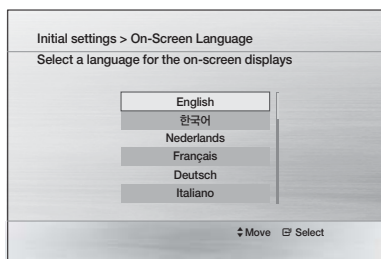 Initial settings > On-Screen Language
Select a language for the on-screen displays
English
한국어
Nederlands
Français
Deutsch
Italiano
Move Select